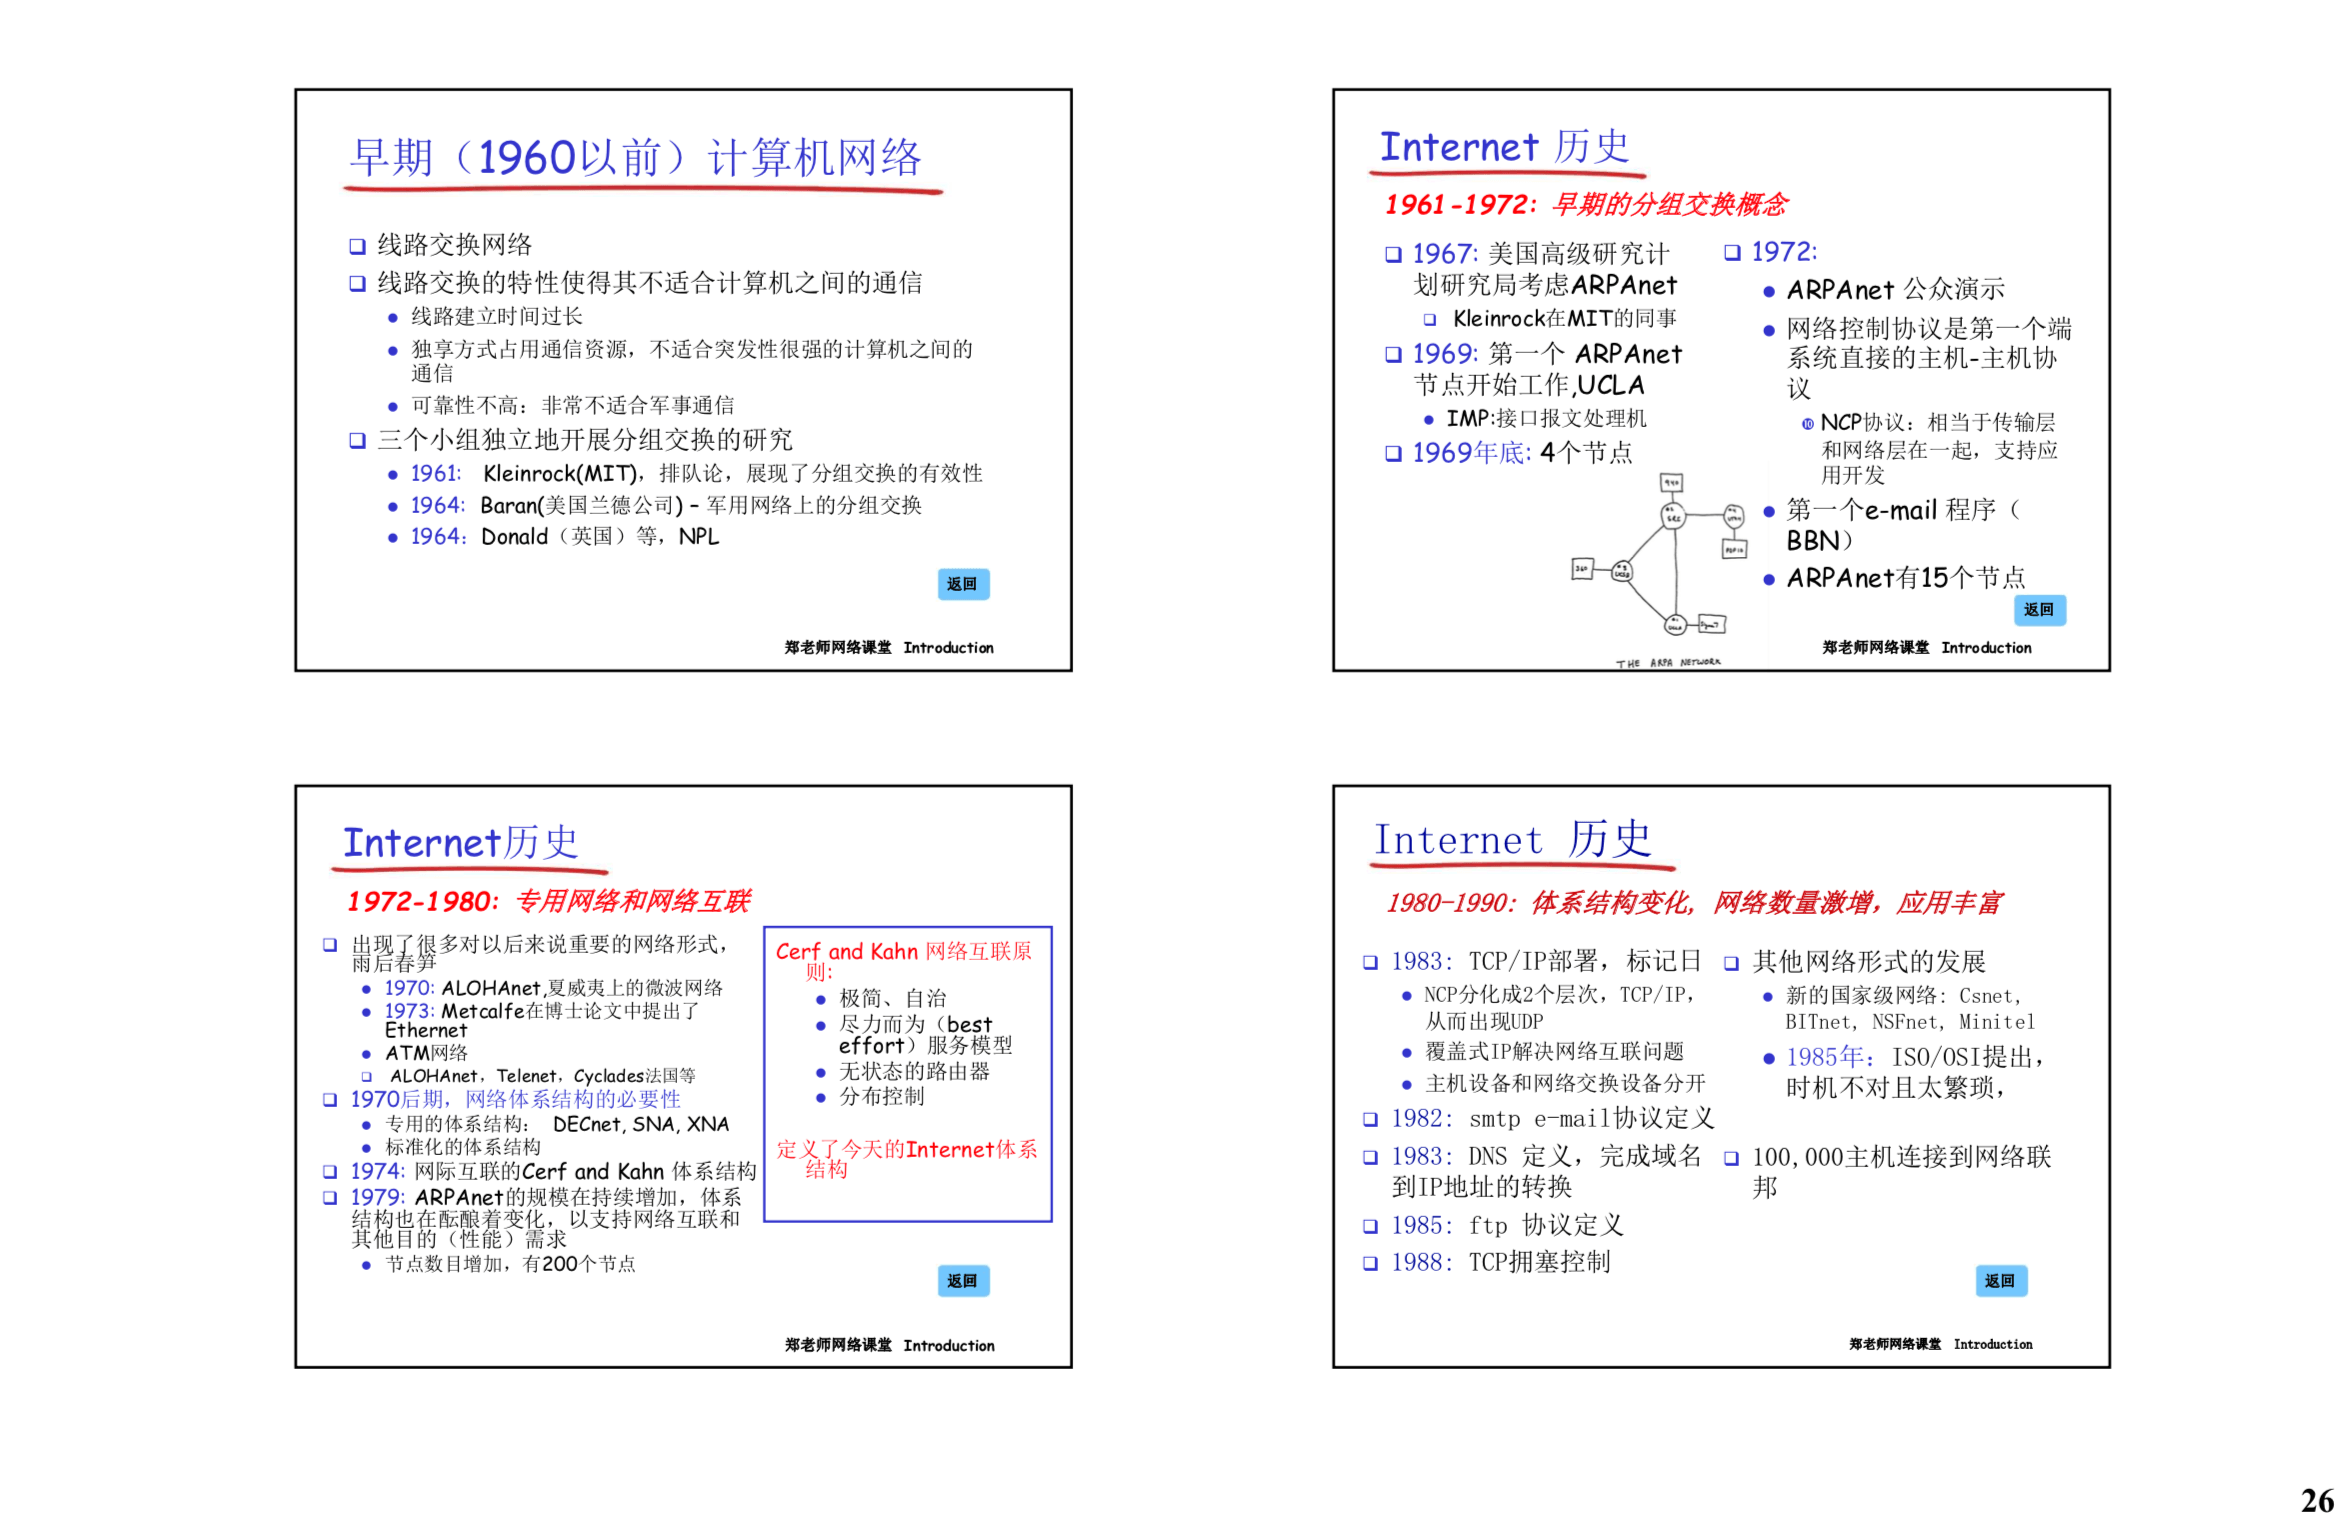 早期（1960以前）计算机网络
线路交换网络
线路交换的特性使得其不适合计算机之间的通信
线路建立时间过长
独享方式占用通信资源，不适合突发性很强的计算机之间的
通信
可靠性不高：非常不适合军事通信
三个小组独立地开展分组交换的研究
1961: Kleinrock(MIT)，排队论，展现了分组交换的有效性
1964: Baran(美国兰德公司) – 军用网络上的分组交换
1964：Donald（英国）等，NPL
返回
郑老师网络课堂 Introduction
Internet 历史
1961-1972: 早期的分组交换概念
1967: 美国高级研究计
划研究局考虑ARPAnet
Kleinrock在MIT的同事
1969: 第一个 ARPAnet
节点开始工作,UCLA
IMP:接口报文处理机
1969年底: 4个节点
THE ARPA NETWORK
1972:
ARPAnet 公众演示
网络控制协议是第一个端
系统直接的主机-主机协
议
NCP协议：相当于传输层
和网络层在一起，支持应
用开发
第一个e-mail 程序（
BBN）
ARPAnet有15个节点
返回
郑老师网络课堂 Introduction
Internet历史
1972-1980: 专用网络和网络互联
出现了很多对以后来说重要的网络形式，
雨后春笋
1970: ALOHAnet,夏威夷上的微波网络
1973: Metcalfe在博士论文中提出了
Ethernet
ATM网络
ALOHAnet，Telenet，Cyclades法国等
1970后期，网络体系结构的必要性
专用的体系结构： DECnet, SNA, XNA
标准化的体系结构
1974: 网际互联的Cerf and Kahn 体系结构
1979: ARPAnet的规模在持续增加，体系
结构也在酝酿着变化，以支持网络互联和
其他目的（性能）需求
节点数目增加，有200个节点
Cerf and Kahn 网络互联原
则:
极简、自治
尽力而为（best
effort）服务模型
无状态的路由器
分布控制
定义了今天的Internet体系
结构
返回
郑老师网络课堂 Introduction
Internet 历史
1980-1990: 体系结构变化, 网络数量激增，应用丰富
1983: TCP/IP部署, 标记日
NCP分化成2个层次，TCP/IP,
从而出现UDP
覆盖式IP解决网络互联问题
主机设备和网络交换设备分开
1982: smtp e-mail协议定义
1983: DNS 定义，完成域名
到IP地址的转换
1985: ftp 协议定义
1988: TCP拥塞控制
其他网络形式的发展
新的国家级网络: Csnet,
BITnet, NSFnet, Minitel
1985年：ISO/OSI提出,
时机不对且太繁琐,
100,000主机连接到网络联
邦
返回
郑老师网络课堂 Introduction
26